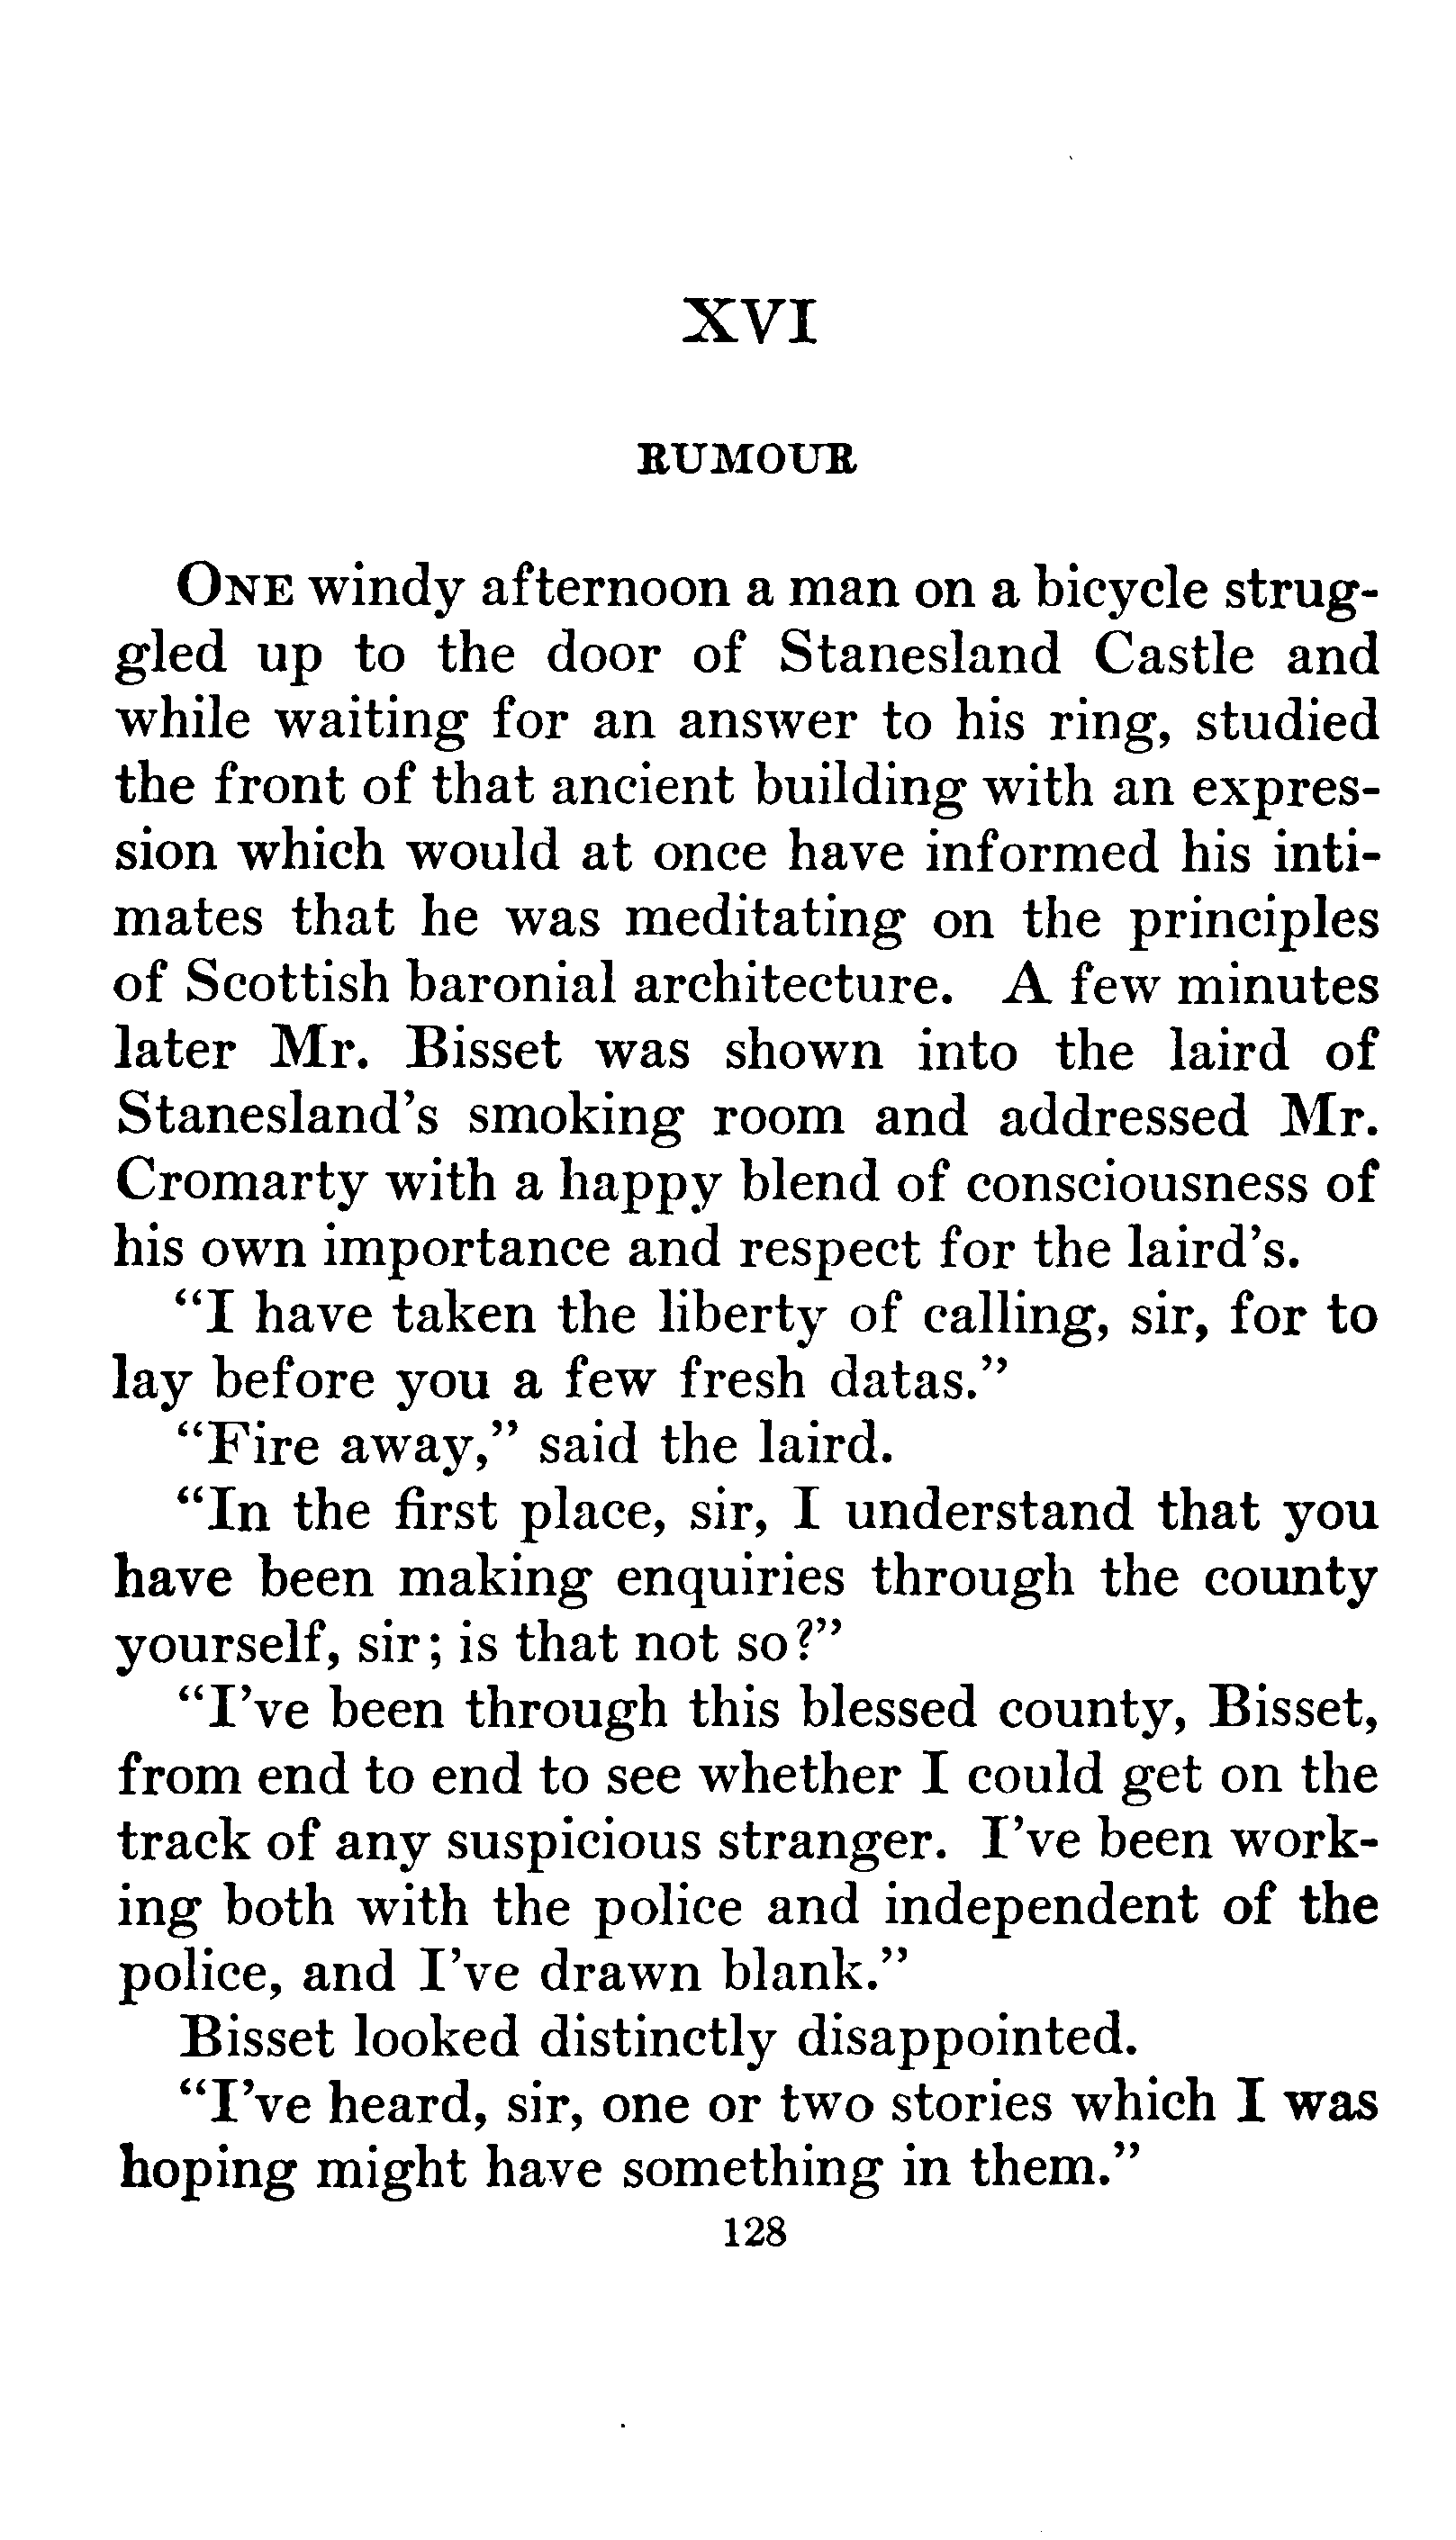 XVI
RUMOUR
One windy afternoon a man on a bicycle strug-
gled up to the door of Stanesland Castle and
while waiting for an answer to his ring, studied
the front of that ancient building with an expres-
sion which would at once have informed his inti-
mates that he was meditating on the principles
of Scottish baronial architecture. A few minutes
later Mr. Bisset was shown into the laird of
Stanesland's smoking room and addressed Mr.
Cromarty with a happy blend of consciousness of
his own importance and respect for the laird's.
"I have taken the liberty of calling, sir, for to
lay before you a few fresh datas."
"Fire away," said the laird.
"In the first place, sir, I understand that you
have been making enquiries through the county
yourself, sir; is that not so?"
"I've been through this blessed county, Bisset,
from end to end to see whether I could get on the
track of any suspicious stranger. I've been work-
ing both with the police and independent of the
police, and I've drawn blank."
Bisset looked distinctly disappointed.
"I've heard, sir, one or two stories which I was
hoping might have something in them."
128